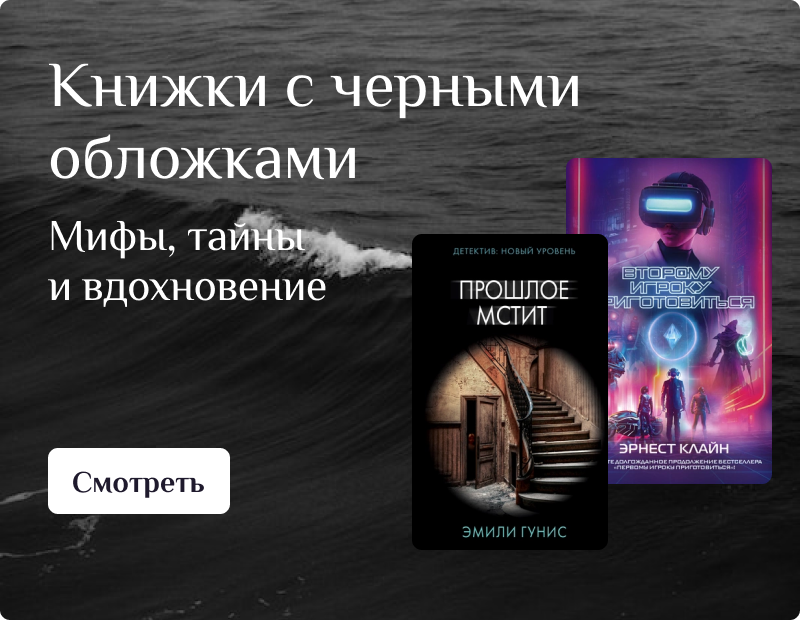 Книжки с черными
обложками
Мифы, тайны
и вдохновение
Смотреть
ДЕТЕКТИВ: НОВЫЙ УРОВЕНЬ
ПРОШЛОЕ
МСТИТ
ЭМИЛИ ГУНИС
ВТОРОМУ
ИГРОКУ
РИГОТОВИТЬСЯ
ЭРНЕСТ КЛАЙН
ДОЛГОЖДАННОЕ ПРОДОЛЖЕНИЕ БЕСТСЕЛЛЕРА
«ПЕРВОМУ ИГРОКУ ПРИГОТОВИТЬСЯ»!